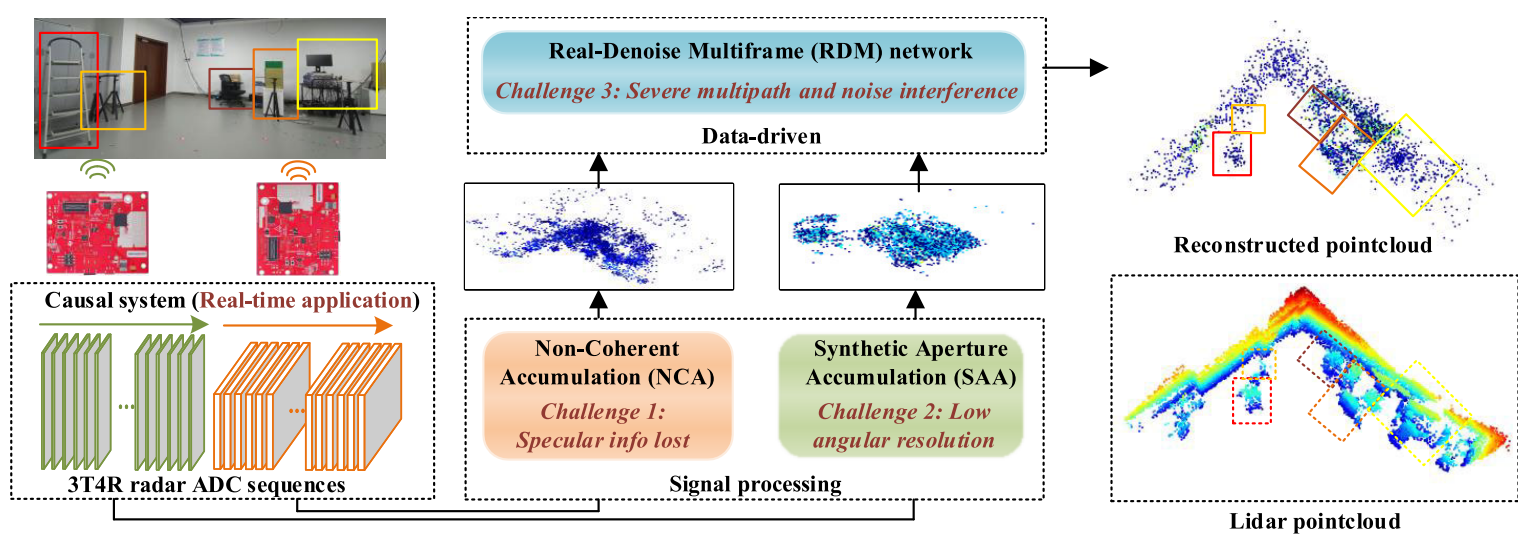 Real-Denoise Multiframe (RDM) network
Challenge 3: Severe multipath and noise interference
Data-driven
Causal system (Real-time application)
3T4R radar ADC sequences
Non-Coherent
Accumulation (NCA)
Challenge 1:
Specular info lost
Synthetic Aperture
Accumulation (SAA)
Challenge 2: Low
angular resolution
Signal processing
Reconstructed pointcloud
Lidar pointcloud